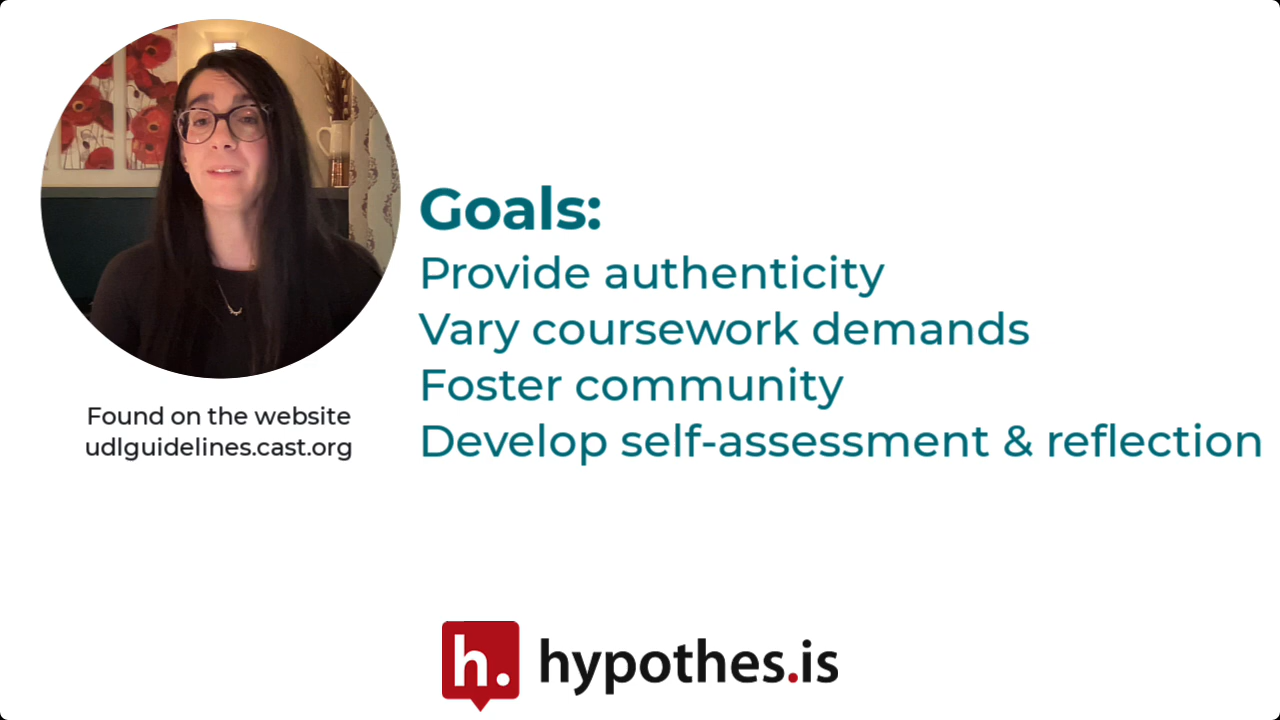 Goals:
Provide authenticity
Vary coursework demands
Foster community
Develop self-assessment & reflection
Found on the website
udlguidelines.cast.org
h. hypothes.is